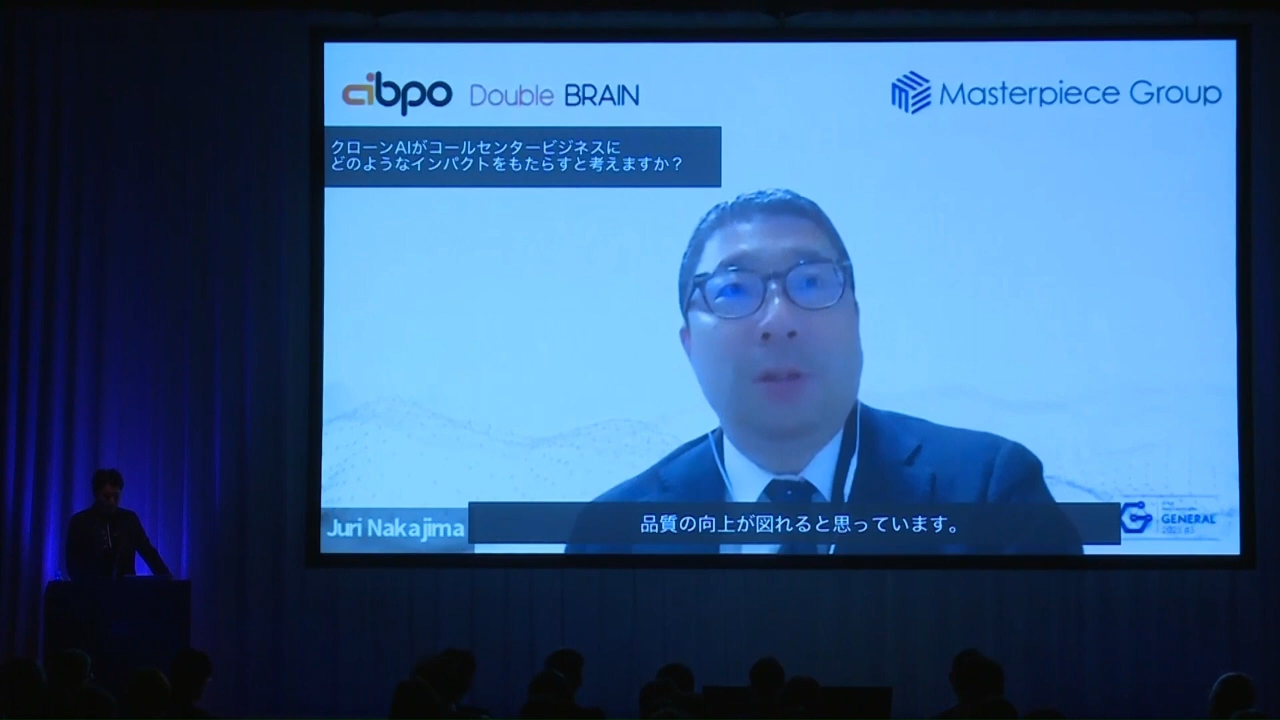 aibpo Double BRAIN
Masterpiece Group
クローンAIがコールセンタービジネスに
どのようなインパクトをもたらすと考えますか？
Juri Nakajima
品質の向上が図れると思っています。
GENERAL